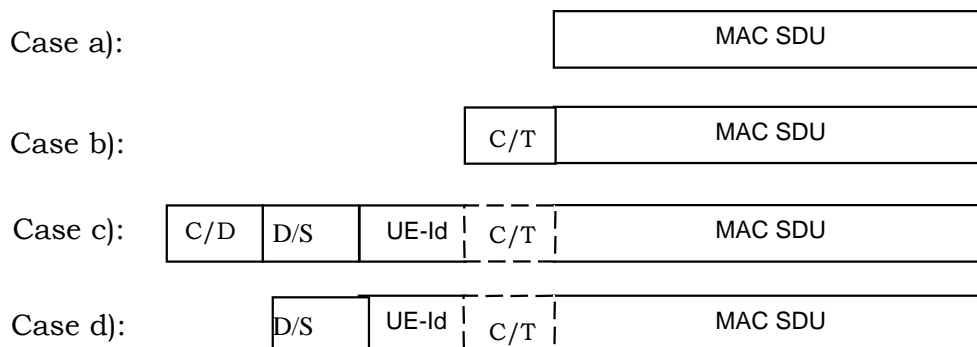 Case a): MAC SDU
Case b): C/T MAC SDU
Case c): C/D D/S UE-Id C/T MAC SDU
Case d): D/S UE-Id C/T MAC SDU